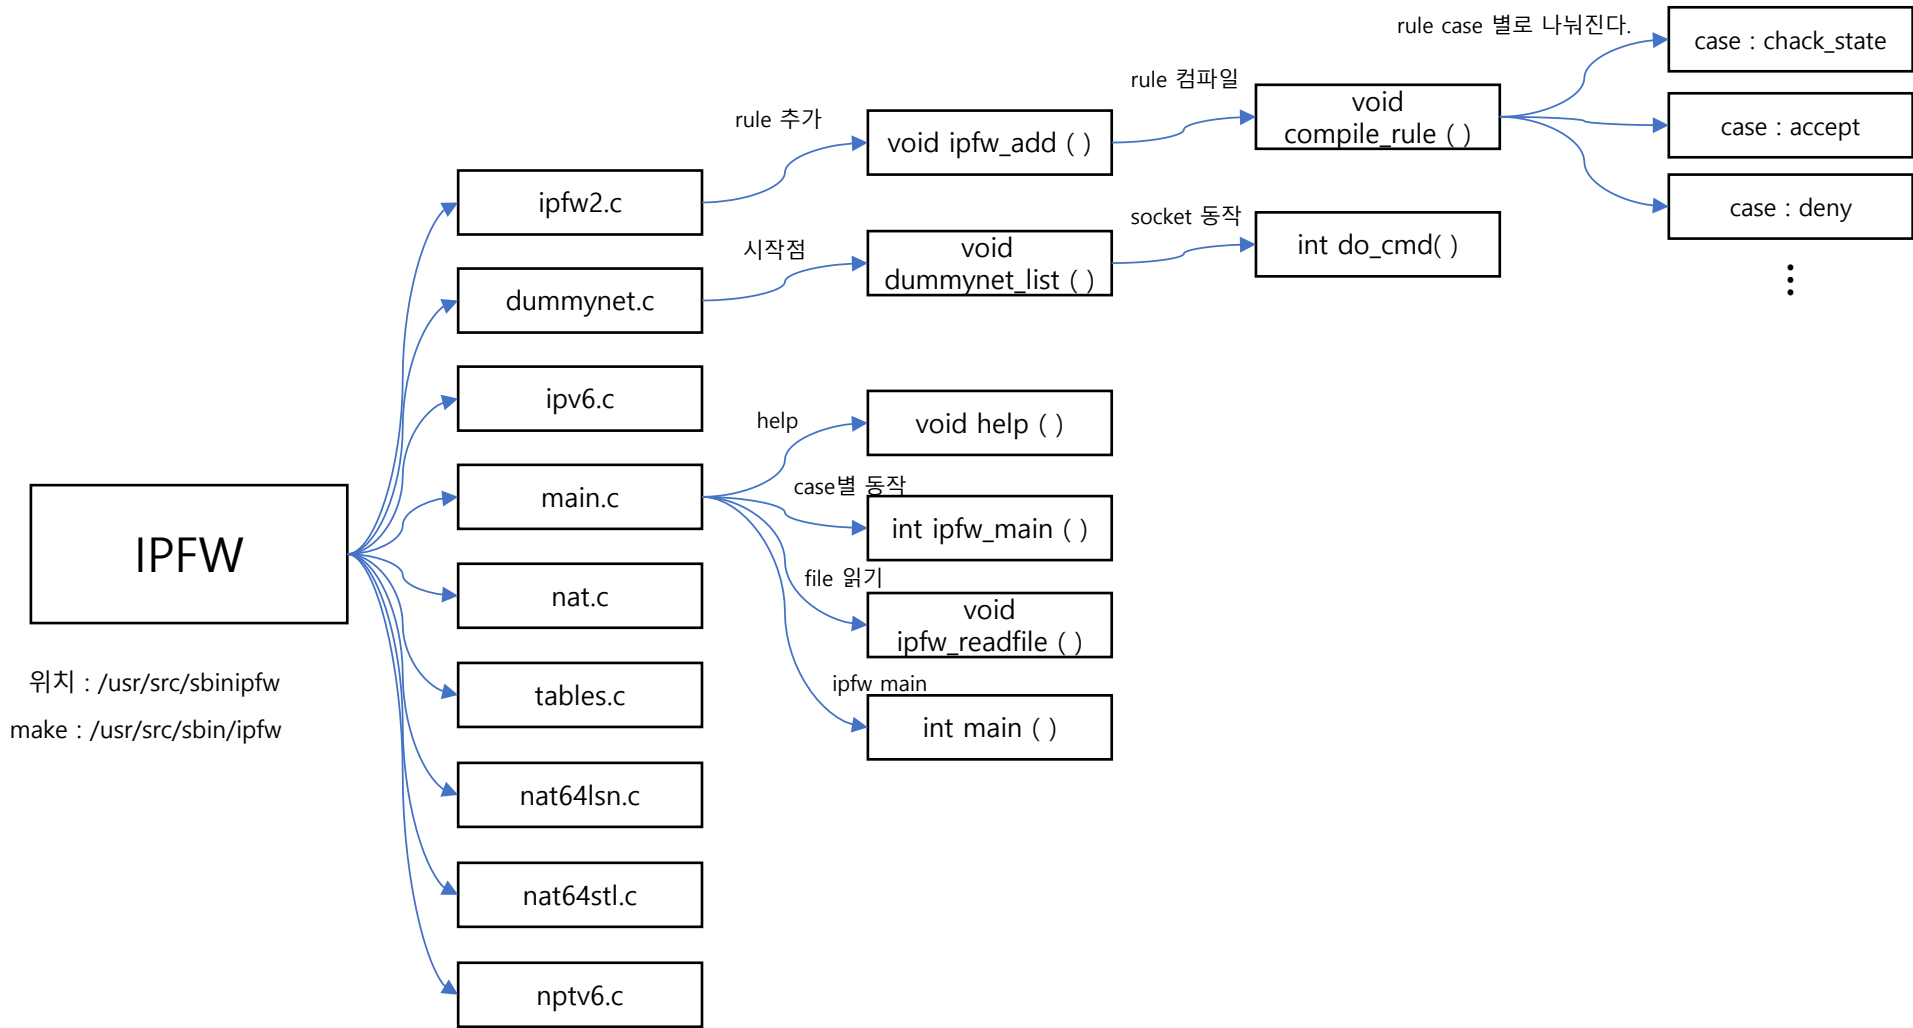 IPFW
위치 : /usr/src/sbinipfw
make : /usr/src/sbin/ipfw
ipfw2.c
dummynet.c
ipv6.c
main.c
nat.c
tables.c
nat64lsn.c
nat64stl.c
nptv6.c
rule 추가
void ipfw_add ( )
시작점
void
dummynet_list ( )
help
void help ( )
case별 동작
int ipfw_main ( )
file 읽기
void
ipfw_readfile ( )
ipfw main
int main ( )
rule 컴파일
void
compile_rule ( )
socket 동작
int do_cmd( )
rule case 별로 나눠진다.
case : chack_state
case : accept
case : deny
⋮